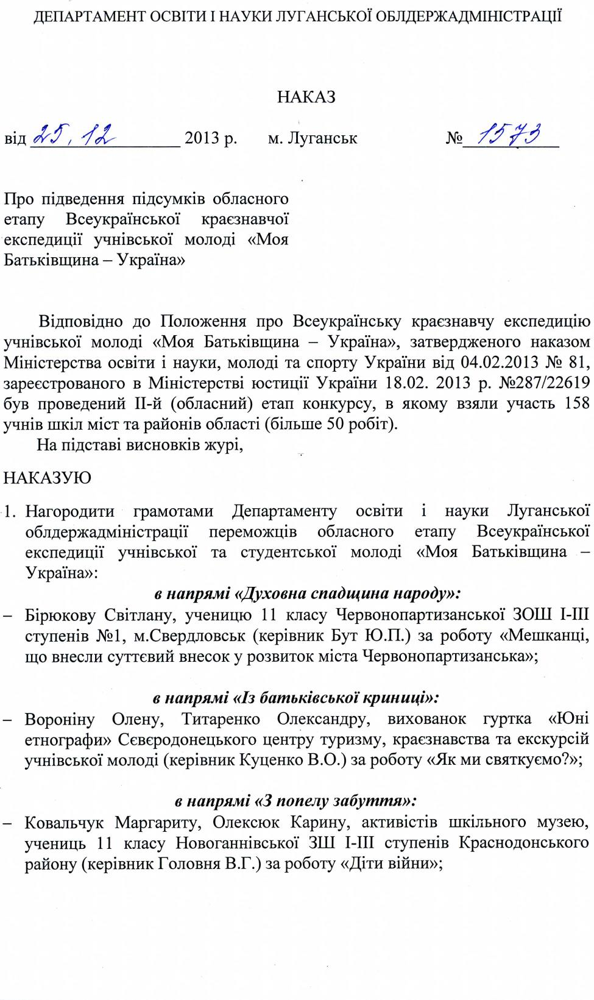 ДЕПАРТАМЕНТ ОСВІТИ І НАУКИ ЛУГАНСЬКОЇ ОБЛДЕРЖАДМІНІСТРАЦІЇ
НАКАЗ
від 25.12 2013 р. м. Луганськ № 1573
Про підведення підсумків обласного
етапу Всеукраїнської краєзнавчої
експедиції учнівської молоді «Моя
Батьківщина – Україна»
Відповідно до Положення про Всеукраїнську краєзнавчу експедицію
учнівської молоді «Моя Батьківщина – Україна», затвердженого наказом
Міністерства освіти і науки, молоді та спорту України від 04.02.2013 № 81,
зареєстрованого в Міністерстві юстиції України 18.02. 2013 р. №287/22619
був проведений ІІ-й (обласний) етап конкурсу, в якому взяли участь 158
учнів шкіл міст та районів області (більше 50 робіт).
На підставі висновків журі,
НАКАЗУЮ
1. Нагородити грамотами Департаменту освіти і науки Луганської
облдержадміністрації переможців обласного етапу Всеукраїнської
експедиції учнівської та студентської молоді «Моя Батьківщина –
Україна»:
в напрямі «Духовна спадщина народу»:
– Бірюкову Світлану, ученицю 11 класу Червонопартизанської ЗОШ І-ІІІ
ступенів №1, м.Свердловськ (керівник Бут Ю.П.) за роботу «Мешканці,
що внесли суттєвий внесок у розвиток міста Червонопартизанська»;
в напрямі «Із батьківської криниці»:
– Вороніну Олену, Титаренко Олександру, вихованок гуртка «Юні
етнографи» Сєвєродонецького центру туризму, краєзнавства та екскурсій
учнівської молоді (керівник Куценко В.О.) за роботу «Як ми святкуємо?»;
в напрямі «З попелу забуття»:
– Ковальчук Маргариту, Олексюк Карину, активістів шкільного музею,
учениць 11 класу Новоганнівської ЗШ І-ІІІ ступенів Краснодонського
району (керівник Головня В.Г.) за роботу «Діти війни»;